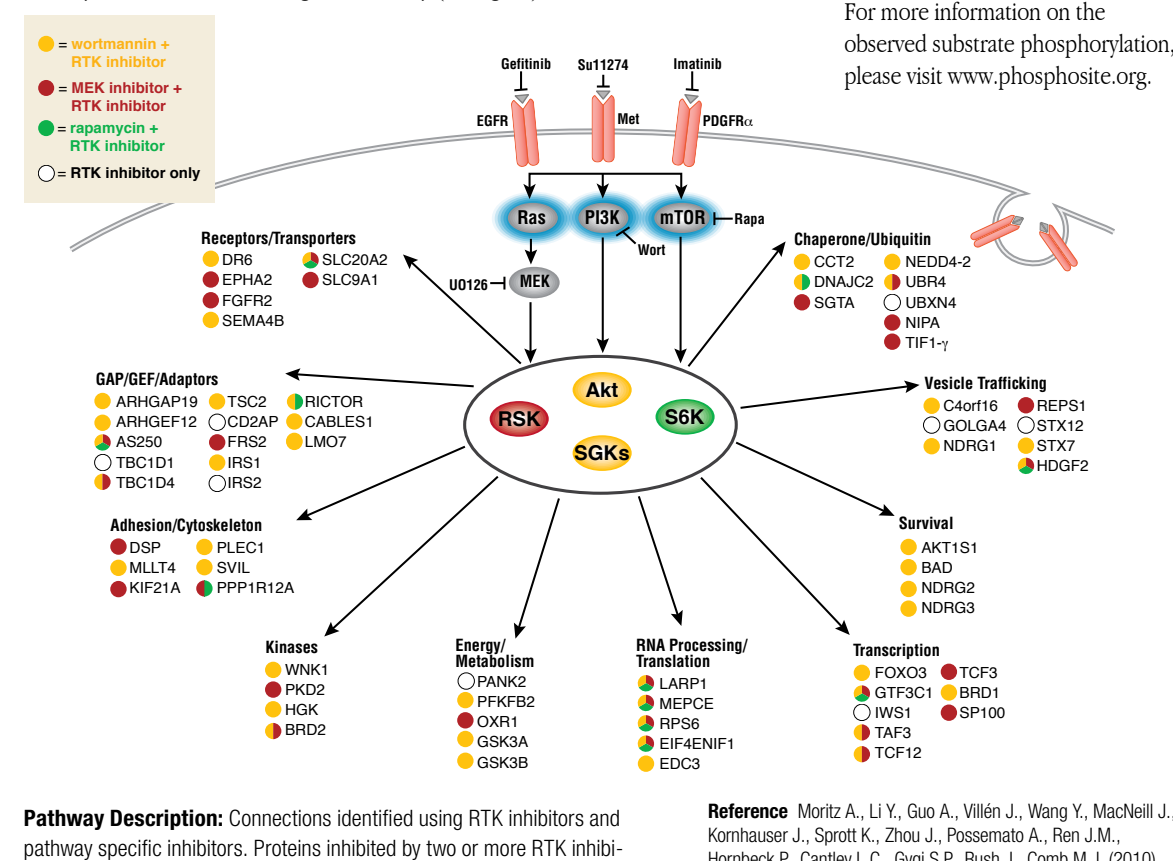 For more information on the
observed substrate phosphorylation,
please visit www.phosphosite.org.
= wortmannin +
RTK inhibitor
= MEK inhibitor +
RTK inhibitor
= rapamycin +
RTK inhibitor
= RTK inhibitor only
Gefitinib
Su11274
Imatinib
EGFR
Met
PDGFRα
Ras
PI3K
mTOR
Rapa
Wort
UO126
MEK
Akt
RSK
S6K
SGKs
Receptors/Transporters
DR6
EPHA2
FGFR2
SEMA4B
SLC20A2
SLC9A1
Chaperone/Ubiquitin
CCT2
DNAJC2
SGTA
NEDD4-2
UBR4
UBXN4
NIPA
TIF1-γ
GAP/GEF/Adaptors
ARHGAP19
ARHGEF12
AS250
TBC1D1
TBC1D4
TSC2
CD2AP
FRS2
IRS1
IRS2
RICTOR
CABLES1
LMO7
Vesicle Trafficking
C4orf16
GOLGA4
NDRG1
REPS1
STX12
STX7
HDGF2
Adhesion/Cytoskeleton
DSP
MLLT4
KIF21A
PLEC1
SVIL
PPP1R12A
Survival
AKT1S1
BAD
NDRG2
NDRG3
Kinases
WNK1
PKD2
HGK
BRD2
Energy/
Metabolism
PANK2
PFKFB2
OXR1
GSK3A
GSK3B
RNA Processing/
Translation
LARP1
MEPCE
RPS6
EIF4ENIF1
EDC3
Transcription
FOXO3
GTF3C1
IWS1
TAF3
TCF12
TCF3
BRD1
SP100
Pathway Description: Connections identified using RTK inhibitors and
pathway specific inhibitors. Proteins inhibited by two or more RTK inhibi-
Reference Moritz A., Li Y., Guo A., Villén J., Wang Y., MacNeill J.,
Kornhauser J., Sprott K., Zhou J., Possemato A., Ren J.M.,
Hornbeck P., Cantley L.C., Gygi S.P., Rush J., Comb M.J. (2010)